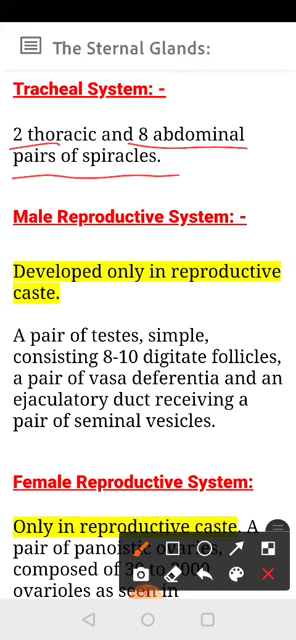 The Sternal Glands:
Tracheal System: -
2 thoracic and 8 abdominal
pairs of spiracles.
Male Reproductive System: -
Developed only in reproductive
caste.
A pair of testes, simple,
consisting 8-10 digitate follicles,
a pair of vasa deferentia and an
ejaculatory duct receiving a
pair of seminal vesicles.
Female Reproductive System:
Only in reproductive caste. A
pair of panoistic ovaries,
composed of
ovarioles as seen in